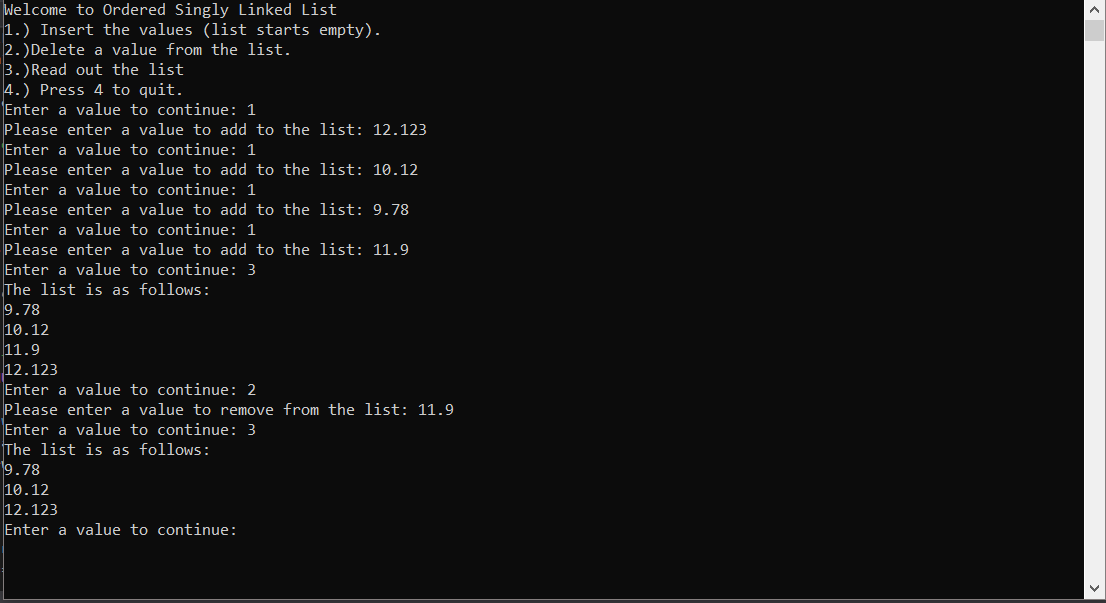 Welcome to Ordered Singly Linked List
1.) Insert the values (list starts empty).
2.)Delete a value from the list.
3.)Read out the list
4.) Press 4 to quit.
Enter a value to continue: 1
Please enter a value to add to the list: 12.123
Enter a value to continue: 1
Please enter a value to add to the list: 10.12
Enter a value to continue: 1
Please enter a value to add to the list: 9.78
Enter a value to continue: 1
Please enter a value to add to the list: 11.9
Enter a value to continue: 3
The list is as follows:
9.78
10.12
11.9
12.123
Enter a value to continue: 2
Please enter a value to remove from the list: 11.9
Enter a value to continue: 3
The list is as follows:
9.78
10.12
12.123
Enter a value to continue: